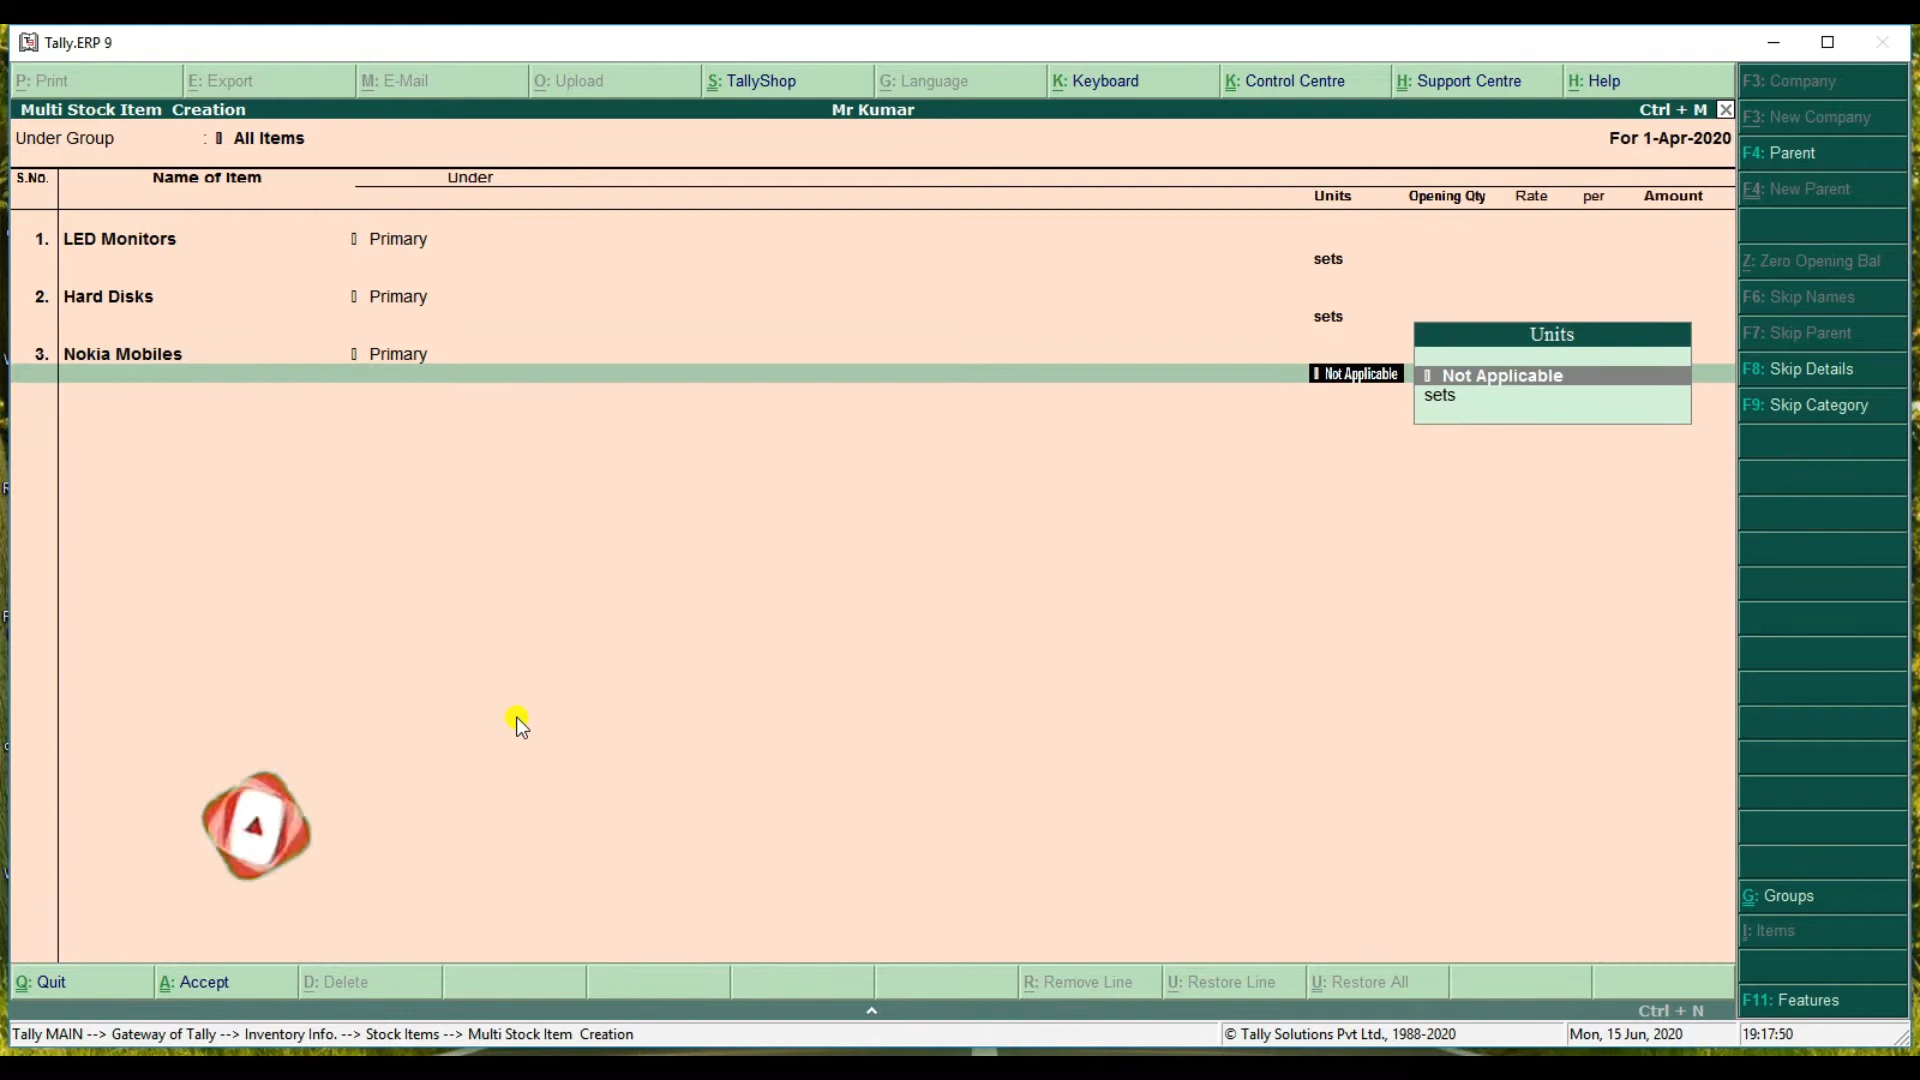 Tally.ERP 9
P: Print E: Export M: E-Mail O: Upload S: TallyShop G: Language K: Keyboard K: Control Centre H: Support Centre H: Help
Multi Stock Item Creation Mr Kumar Ctrl + M
Under Group : All Items For 1-Apr-2020
S.No. Name of Item Under
Units Opening Qty Rate per Amount
1. LED Monitors Primary
sets
2. Hard Disks Primary
sets
3. Nokia Mobiles Primary
Not Applicable
Units
Not Applicable
sets
F3: Company
F3: New Company
F4: Parent
F4: New Parent
Z: Zero Opening Bal
F6: Skip Names
F7: Skip Parent
F8: Skip Details
F9: Skip Category
G: Groups
I: Items
F11: Features
Q: Quit A: Accept D: Delete R: Remove Line U: Restore Line U: Restore All
Ctrl + N
Tally MAIN --> Gateway of Tally --> Inventory Info. --> Stock Items --> Multi Stock Item Creation © Tally Solutions Pvt Ltd., 1988-2020 Mon, 15 Jun, 2020 19:17:50